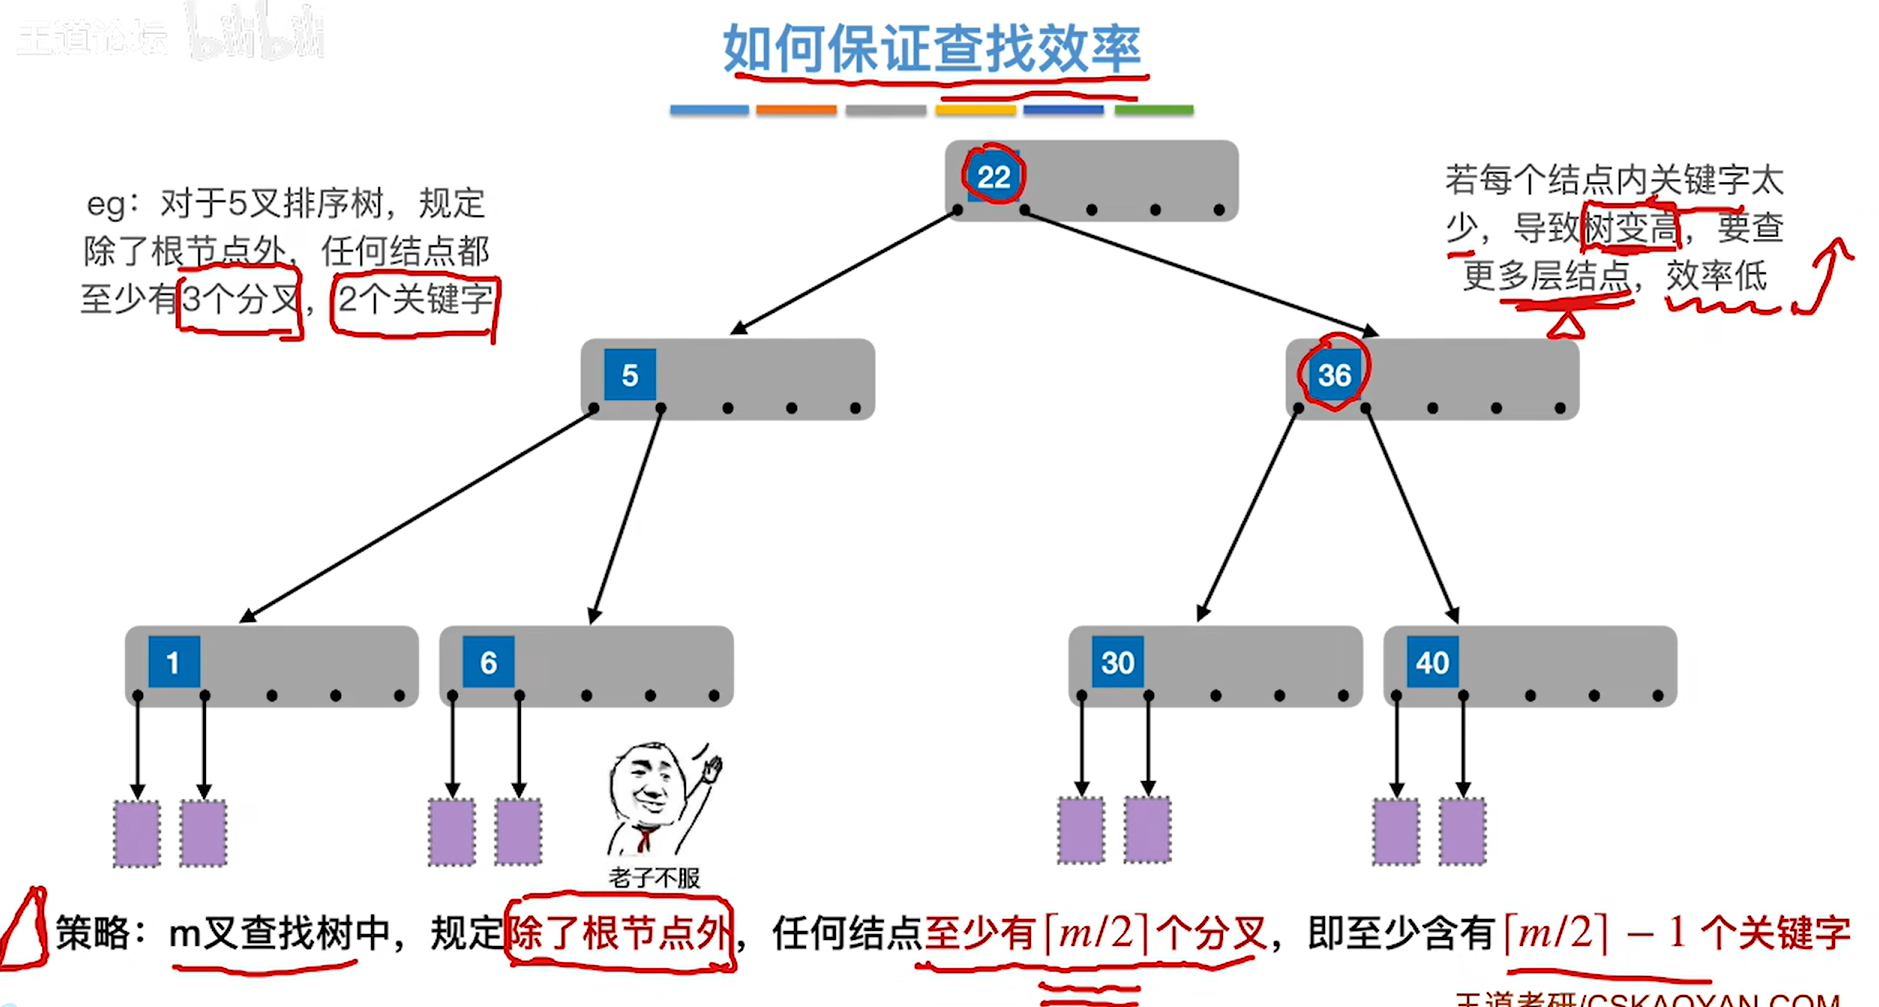 王道论坛 bilibili
如何保证查找效率
eg：对于5叉排序树，规定
除了根节点外，任何结点都
至少有3个分叉，2个关键字
若每个结点内关键字太
少，导致树变高，要查
更多层结点，效率低
22
5
36
1
6
30
40
老子不服
策略：m叉查找树中，规定除了根节点外，任何结点至少有⌈m/2⌉个分叉，即至少含有⌈m/2⌉ − 1 个关键字
王道考研/CSKAOYAN.COM